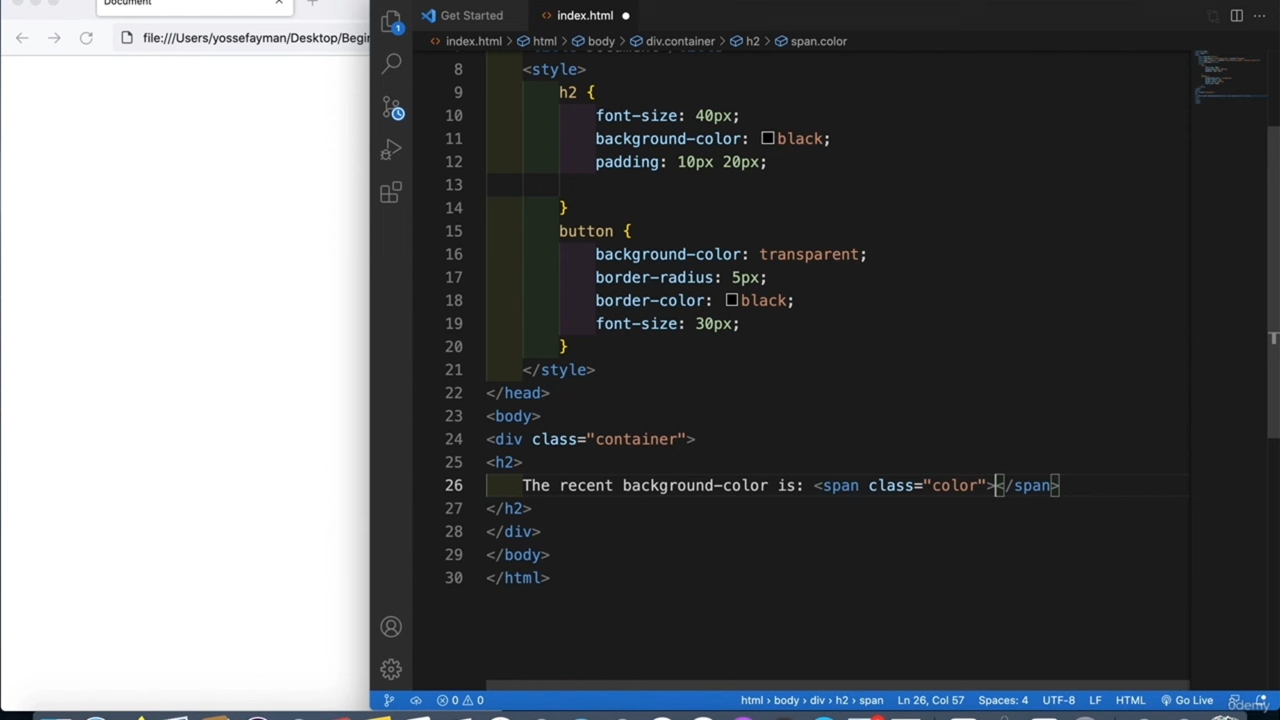 Document
file:///Users/yossefayman/Desktop/Begin
1
Get Started
index.html
index.html > html > body > div.container > h2 > span.color
8 <style>
9 h2 {
10 font-size: 40px;
11 background-color: black;
12 padding: 10px 20px;
13
14 }
15 button {
16 background-color: transparent;
17 border-radius: 5px;
18 border-color: black;
19 font-size: 30px;
20 }
21 </style>
22 </head>
23 <body>
24 <div class="container">
25 <h2>
26 The recent background-color is: <span class="color"></span>
27 </h2>
28 </div>
29 </body>
30 </html>
0 0 html > body > div > h2 > span Ln 26, Col 57 Spaces: 4 UTF-8 LF HTML Go Live
udemy